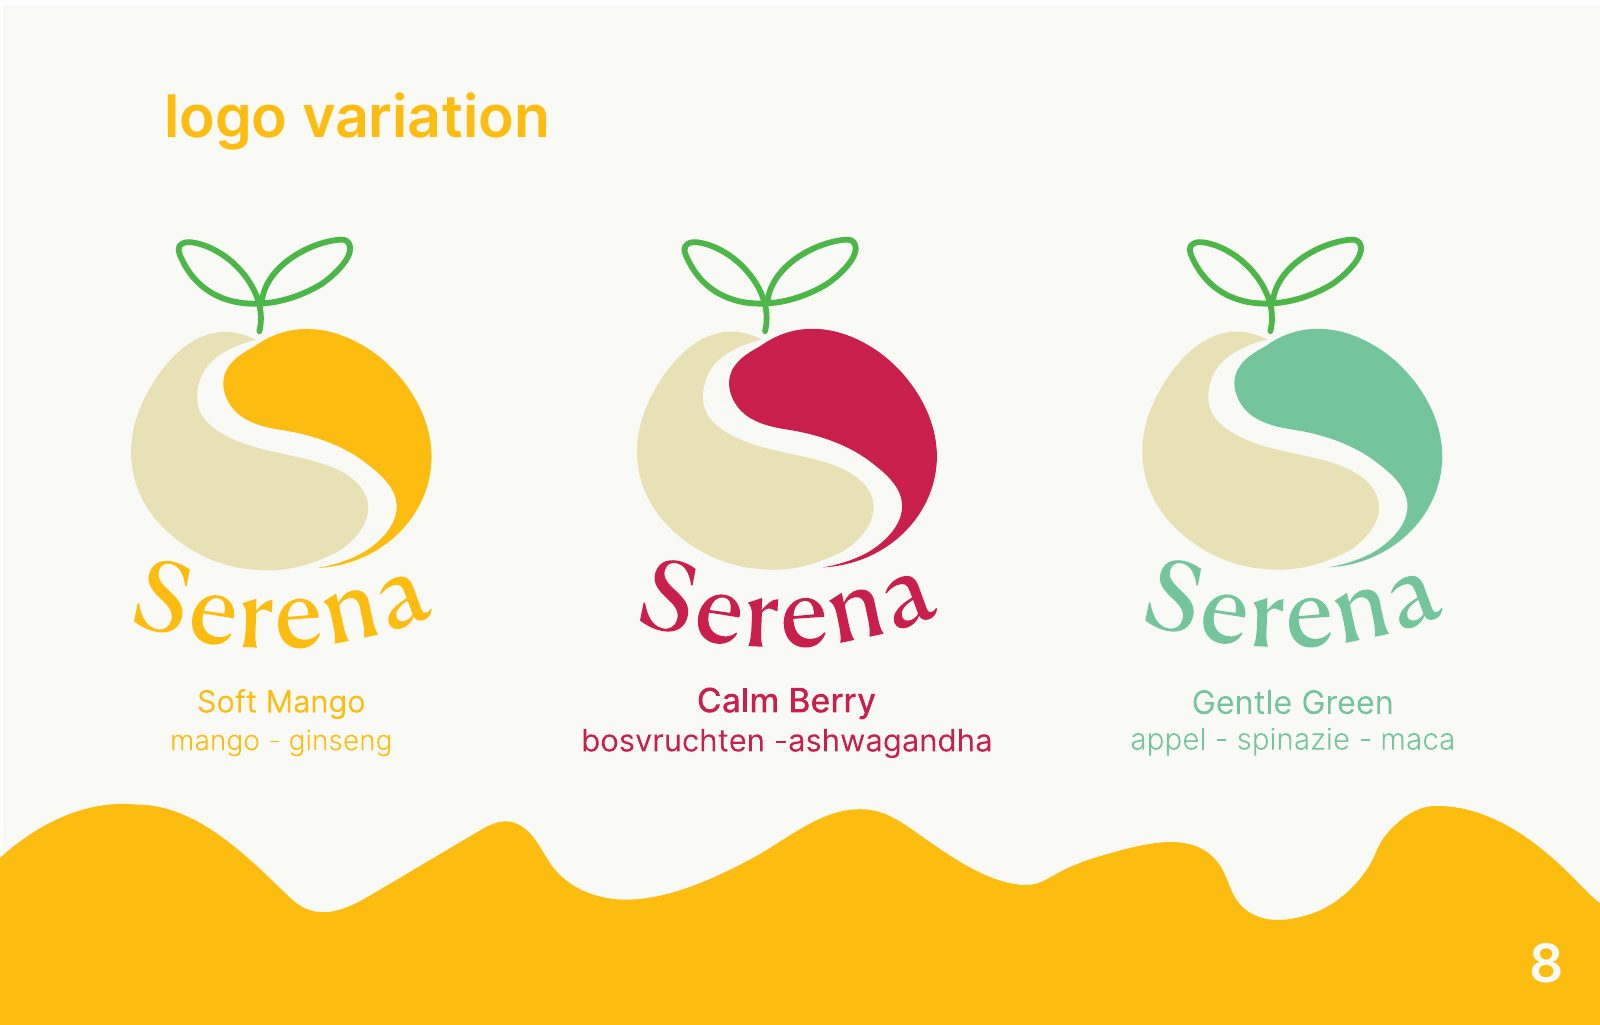 logo variation
Serena
Soft Mango
mango - ginseng
Serena
Calm Berry
bosvruchten -ashwagandha
Serena
Gentle Green
appel - spinazie - maca
8